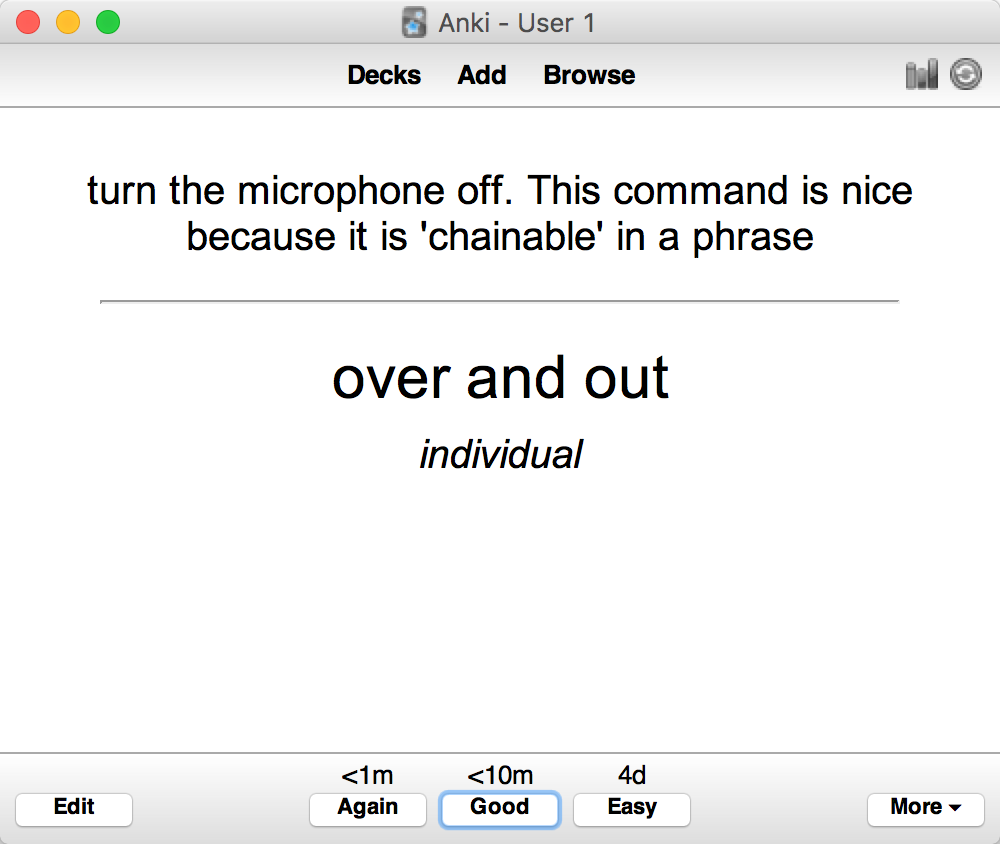 Anki - User 1
Decks Add Browse
turn the microphone off. This command is nice
because it is 'chainable' in a phrase
over and out
individual
<1m <10m 4d
Edit Again Good Easy More